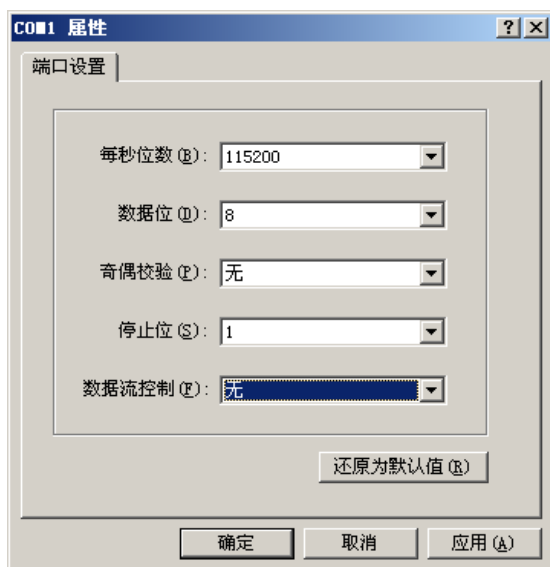 COM1 属性
端口设置
每秒位数(B): 115200
数据位(D): 8
奇偶校验(P): 无
停止位(S): 1
数据流控制(F): 无
还原为默认值(R)
确定 取消 应用(A)